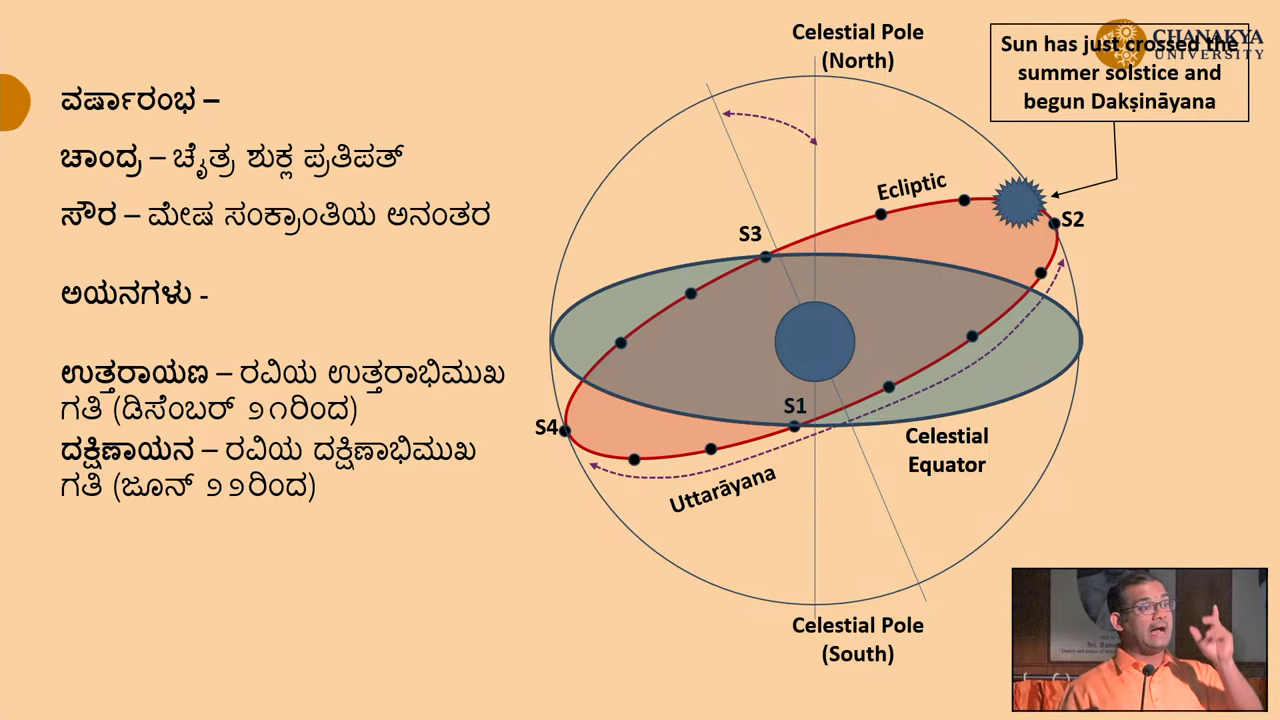 ವರ್ಷಾರಂಭ –
ಚಾಂದ್ರ – ಚೈತ್ರ ಶುಕ್ಲ ಪ್ರತಿಪತ್
ಸೌರ – ಮೇಷ ಸಂಕ್ರಾಂತಿಯ ಅನಂತರ
ಅಯನಗಳು -
ಉತ್ತರಾಯಣ – ರವಿಯ ಉತ್ತರಾಭಿಮುಖ
ಗತಿ (ಡಿಸೆಂಬರ್ ೨೧ರಿಂದ)
ದಕ್ಷಿಣಾಯನ – ರವಿಯ ದಕ್ಷಿಣಾಭಿಮುಖ
ಗತಿ (ಜೂನ್ ೨೨ರಿಂದ)
Celestial Pole
(North)
CHANAKYA
UNIVERSITY
Sun has just crossed the
summer solstice and
begun Dakṣināyana
Ecliptic
S2
S3
S1
S4
Celestial
Equator
Uttarāyana
Celestial Pole
(South)